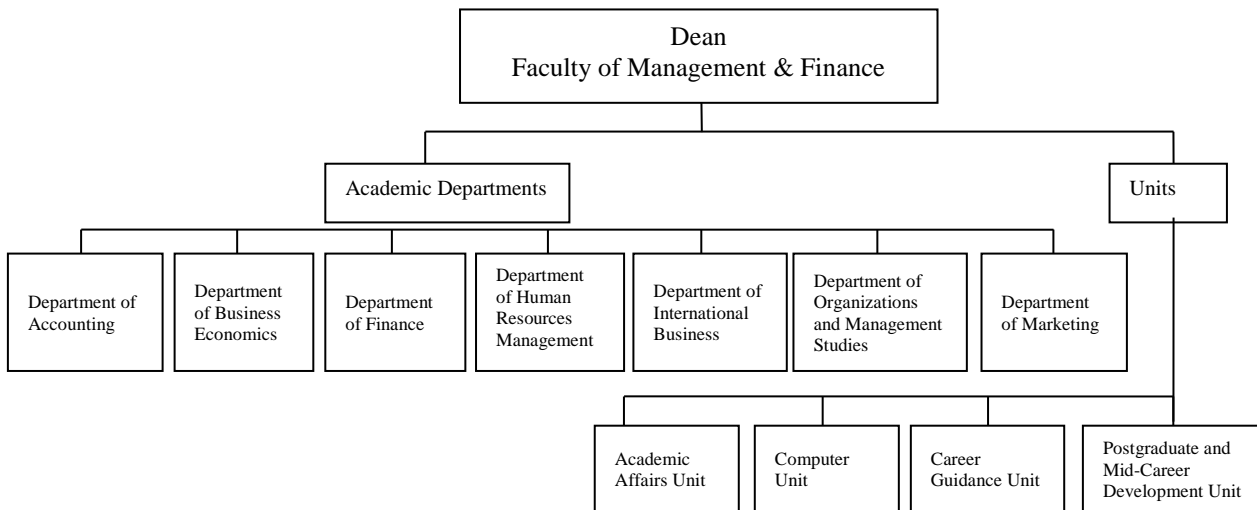 Dean
Faculty of Management & Finance
Academic Departments
Units
Department of
Accounting
Department
of Business
Economics
Department
of Finance
Department
of Human
Resources
Management
Department of
International
Business
Department of
Organizations
and Management
Studies
Department
of Marketing
Academic
Affairs Unit
Computer
Unit
Career
Guidance Unit
Postgraduate and
Mid-Career
Development Unit